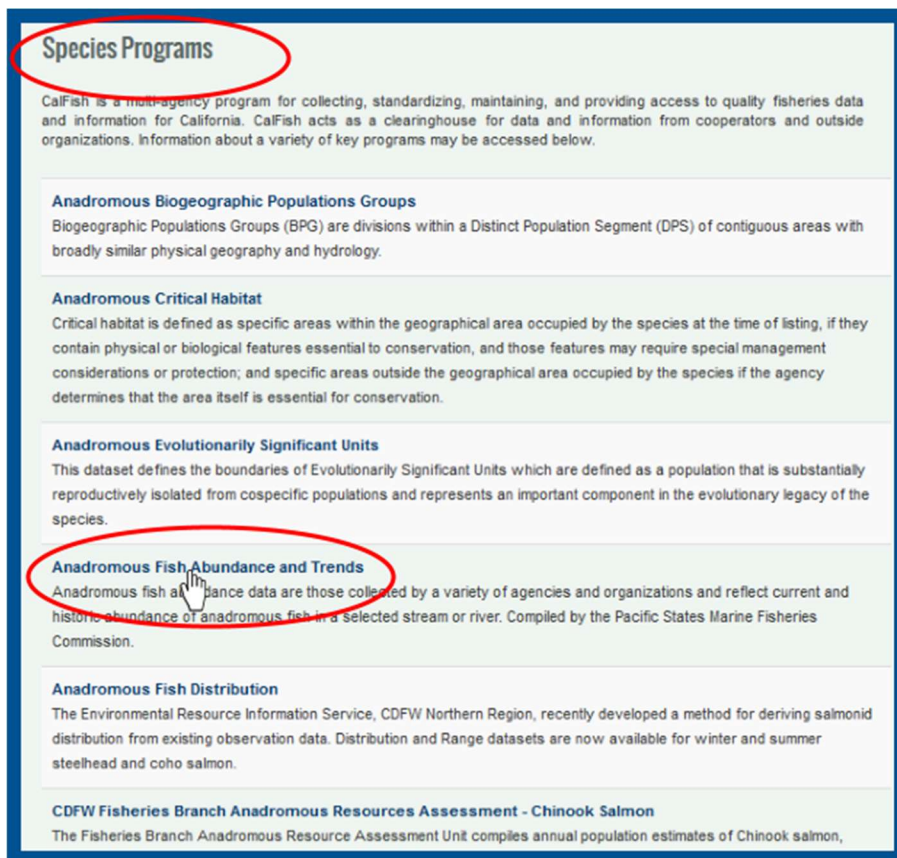 Species Programs
CalFish is a multi-agency program for collecting, standardizing, maintaining, and providing access to quality fisheries data
and information for California. CalFish acts as a clearinghouse for data and information from cooperators and outside
organizations. Information about a variety of key programs may be accessed below.
Anadromous Biogeographic Populations Groups
Biogeographic Populations Groups (BPG) are divisions within a Distinct Population Segment (DPS) of contiguous areas with
broadly similar physical geography and hydrology.
Anadromous Critical Habitat
Critical habitat is defined as specific areas within the geographical area occupied by the species at the time of listing, if they
contain physical or biological features essential to conservation, and those features may require special management
considerations or protection; and specific areas outside the geographical area occupied by the species if the agency
determines that the area itself is essential for conservation.
Anadromous Evolutionarily Significant Units
This dataset defines the boundaries of Evolutionarily Significant Units which are defined as a population that is substantially
reproductively isolated from cospecific populations and represents an important component in the evolutionary legacy of the
species.
Anadromous Fish Abundance and Trends
Anadromous fish abundance data are those collected by a variety of agencies and organizations and reflect current and
historic abundance of anadromous fish in a selected stream or river. Compiled by the Pacific States Marine Fisheries
Commission.
Anadromous Fish Distribution
The Environmental Resource Information Service, CDFW Northern Region, recently developed a method for deriving salmonid
distribution from existing observation data. Distribution and Range datasets are now available for winter and summer
steelhead and coho salmon.
CDFW Fisheries Branch Anadromous Resources Assessment - Chinook Salmon
The Fisheries Branch Anadromous Resource Assessment Unit compiles annual population estimates of Chinook salmon,